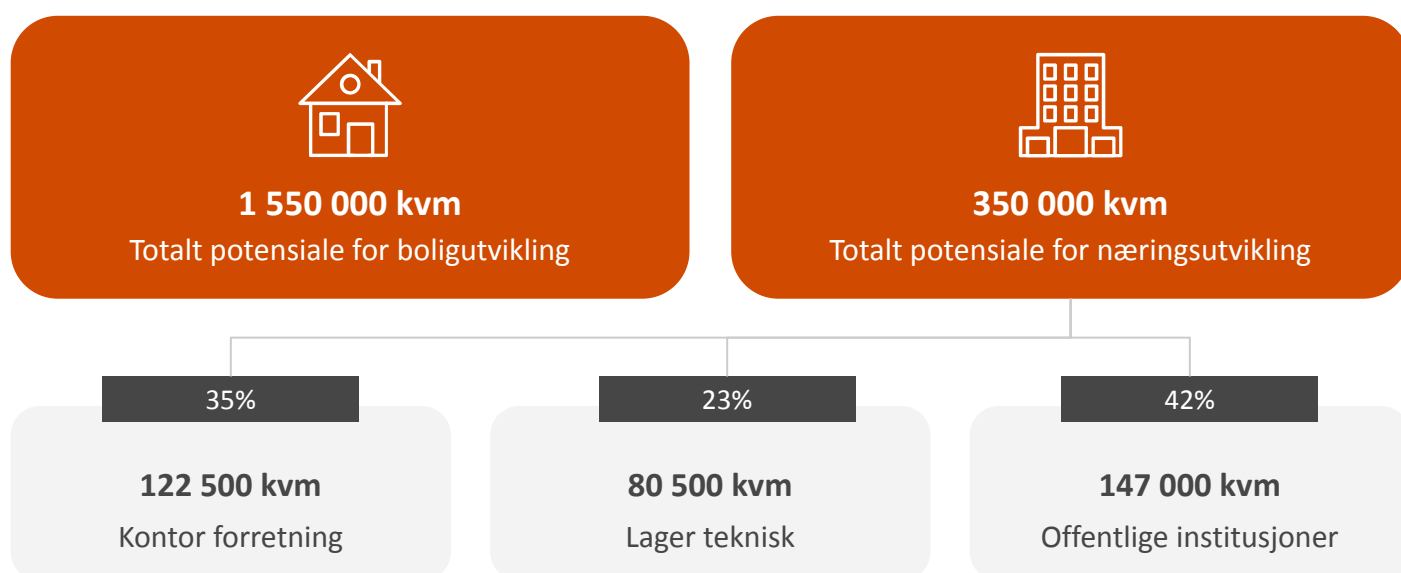 1 550 000 kvm
Totalt potensiale for boligutvikling
350 000 kvm
Totalt potensiale for næringsutvikling
35%
122 500 kvm
Kontor forretning
23%
80 500 kvm
Lager teknisk
42%
147 000 kvm
Offentlige institusjoner